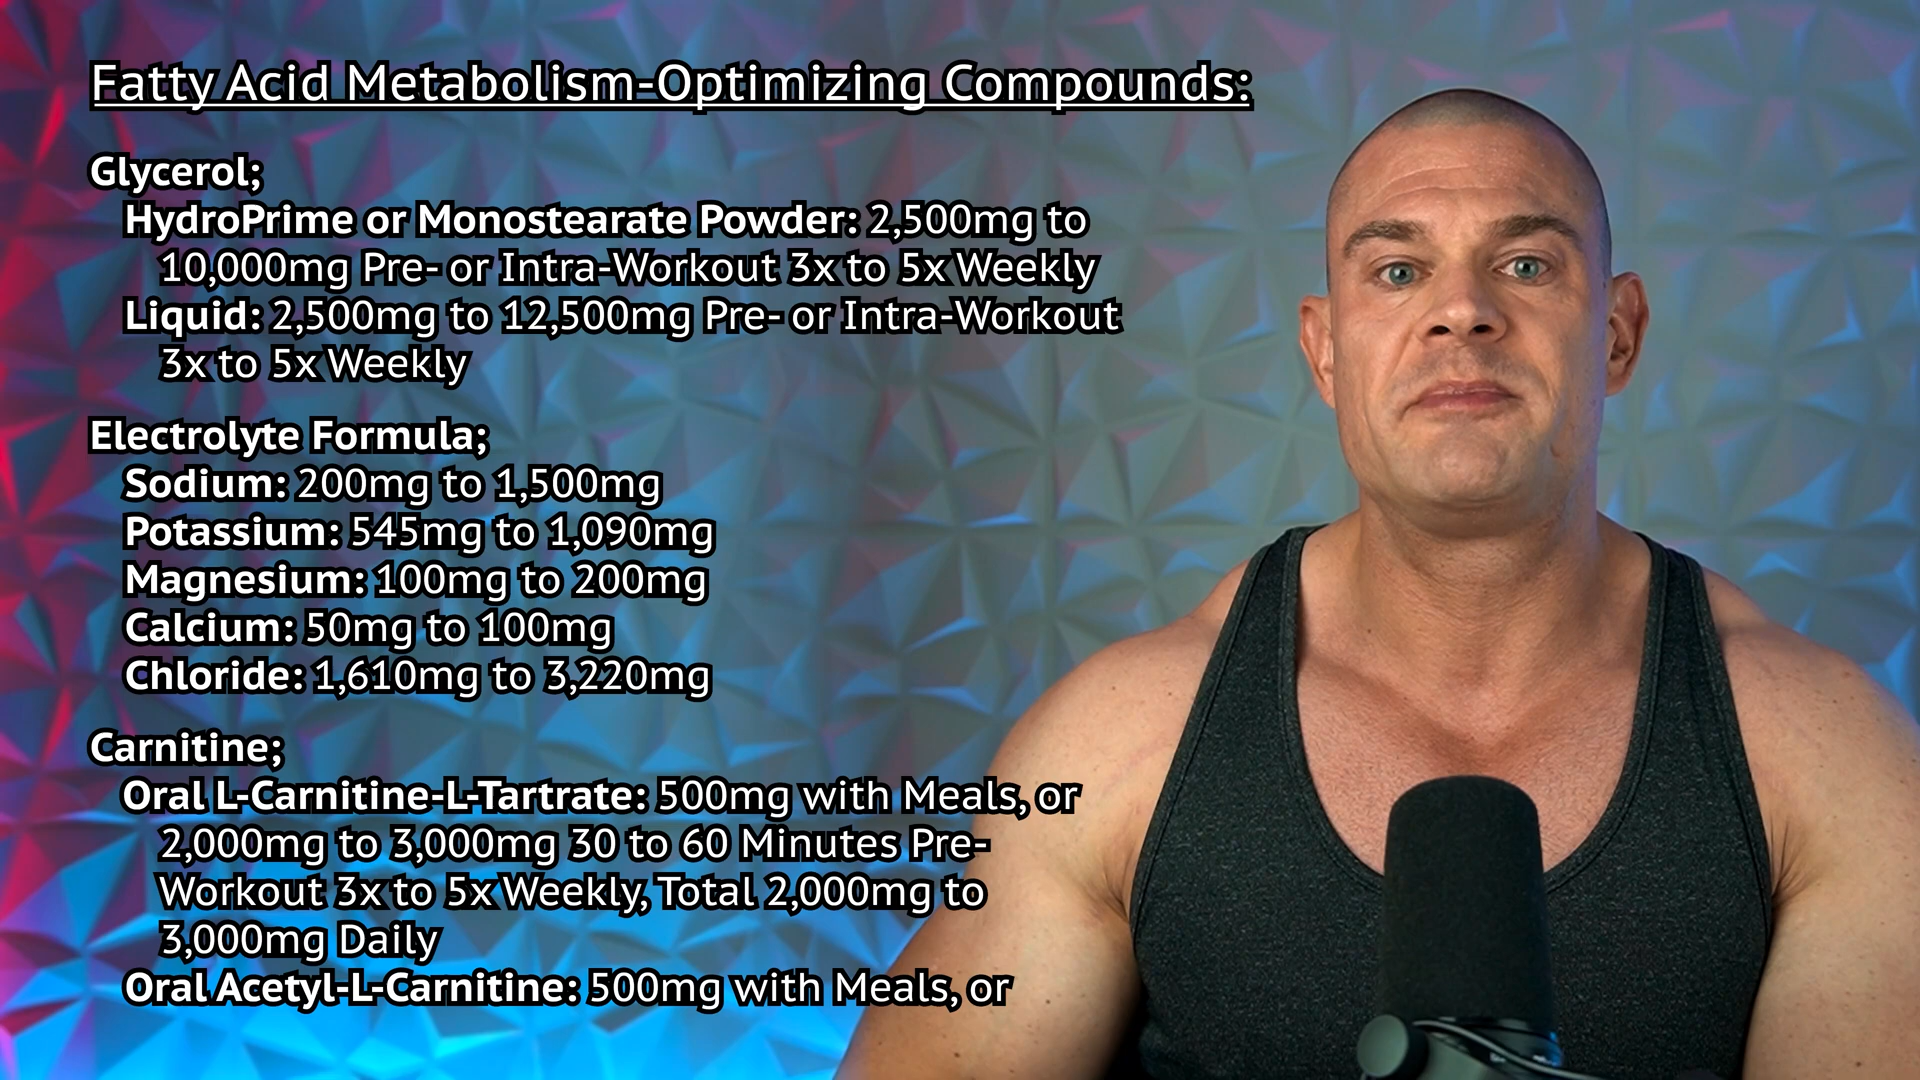 Fatty Acid Metabolism-Optimizing Compounds:
Glycerol;
HydroPrime or Monostearate Powder: 2,500mg to
10,000mg Pre- or Intra-Workout 3x to 5x Weekly
Liquid: 2,500mg to 12,500mg Pre- or Intra-Workout
3x to 5x Weekly
Electrolyte Formula;
Sodium: 200mg to 1,500mg
Potassium: 545mg to 1,090mg
Magnesium: 100mg to 200mg
Calcium: 50mg to 100mg
Chloride: 1,610mg to 3,220mg
Carnitine;
Oral L-Carnitine-L-Tartrate: 500mg with Meals, or
2,000mg to 3,000mg 30 to 60 Minutes Pre-
Workout 3x to 5x Weekly, Total 2,000mg to
3,000mg Daily
Oral Acetyl-L-Carnitine: 500mg with Meals, or